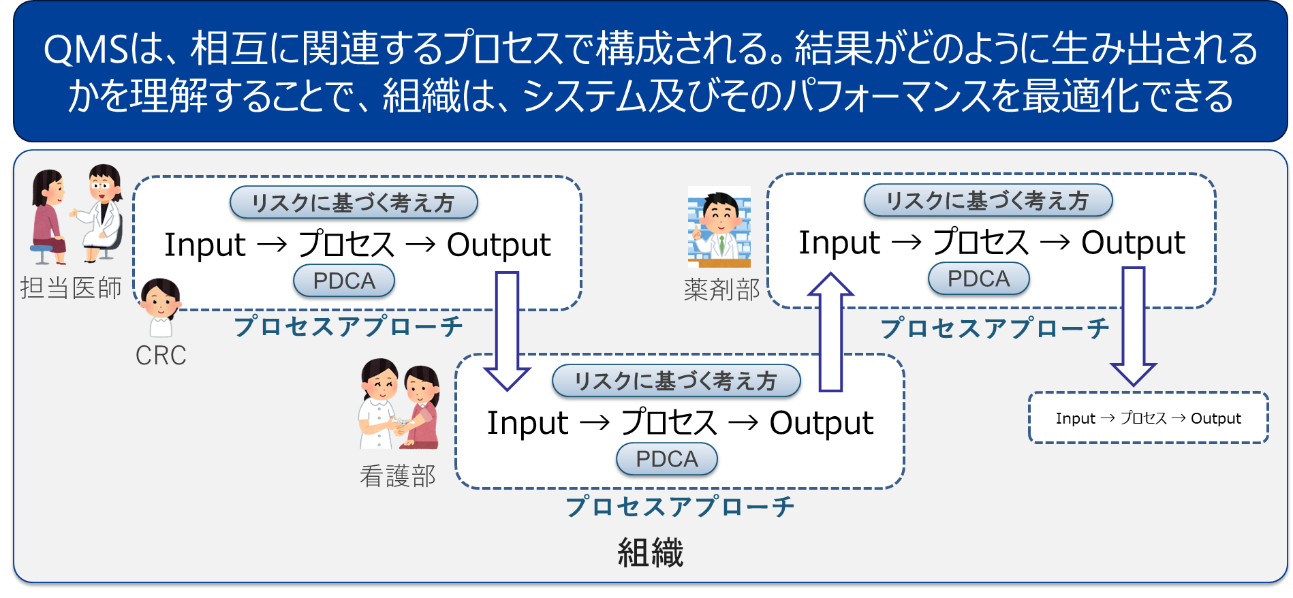 QMSは、相互に関連するプロセスで構成される。結果がどのように生み出される
かを理解することで、組織は、システム及びそのパフォーマンスを最適化できる
担当医師
CRC
リスクに基づく考え方
Input → プロセス → Output
PDCA
プロセスアプローチ
看護部
リスクに基づく考え方
Input → プロセス → Output
PDCA
プロセスアプローチ
薬剤部
リスクに基づく考え方
Input → プロセス → Output
PDCA
プロセスアプローチ
Input → プロセス → Output
組織